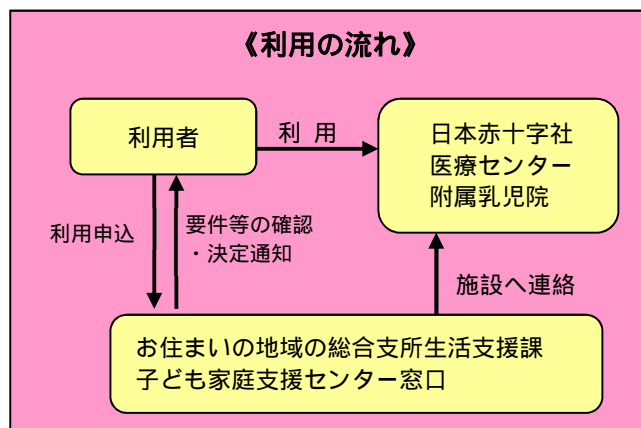 《利用の流れ》
利用者
利 用
日本赤十字社
医療センター
附属乳児院
利用申込
要件等の確認
・決定通知
施設へ連絡
お住まいの地域の総合支所生活支援課
子ども家庭支援センター窓口